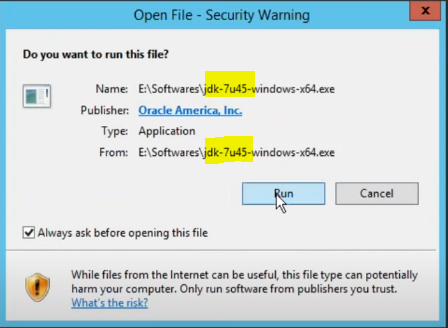 Open File - Security Warning
x
Do you want to run this file?
Name: E:\Softwares\jdk-7u45-windows-x64.exe
Publisher: Oracle America, Inc.
Type: Application
From: E:\Softwares\jdk-7u45-windows-x64.exe
Run Cancel
Always ask before opening this file
While files from the Internet can be useful, this file type can potentially
harm your computer. Only run software from publishers you trust.
What's the risk?